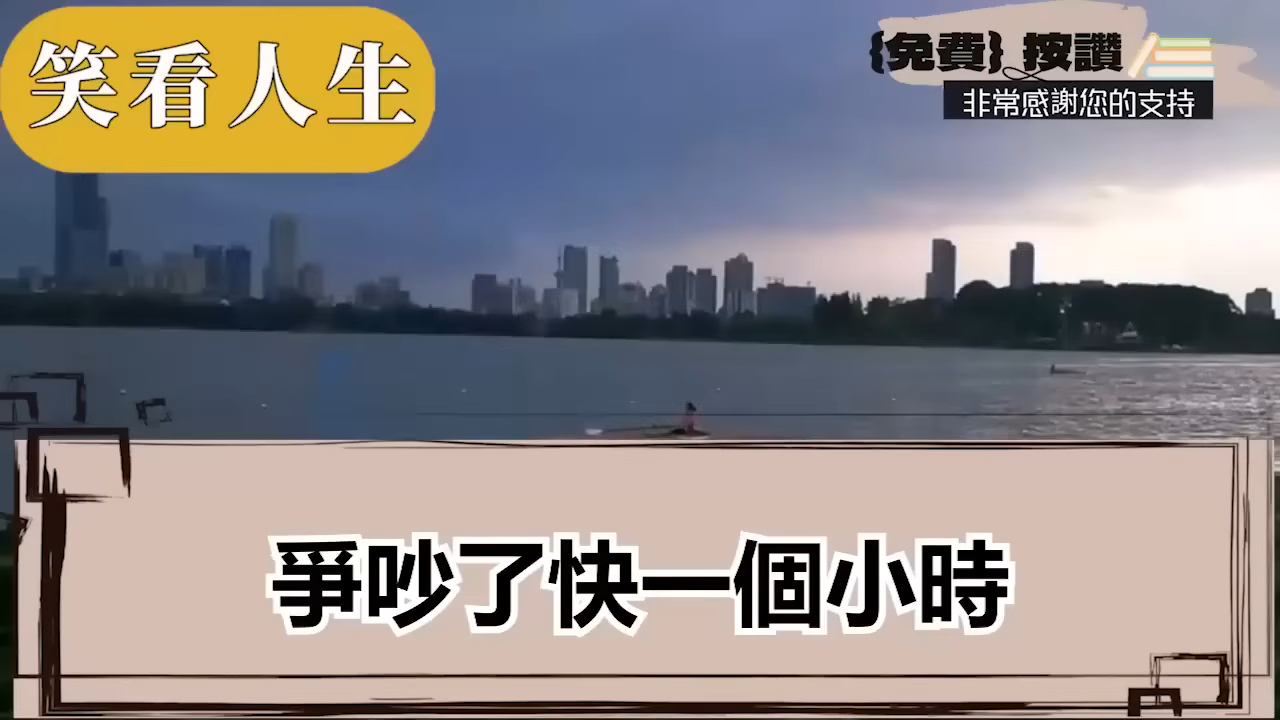 笑看人生
{免費} 按讚
非常感謝您的支持
爭吵了快一個小時